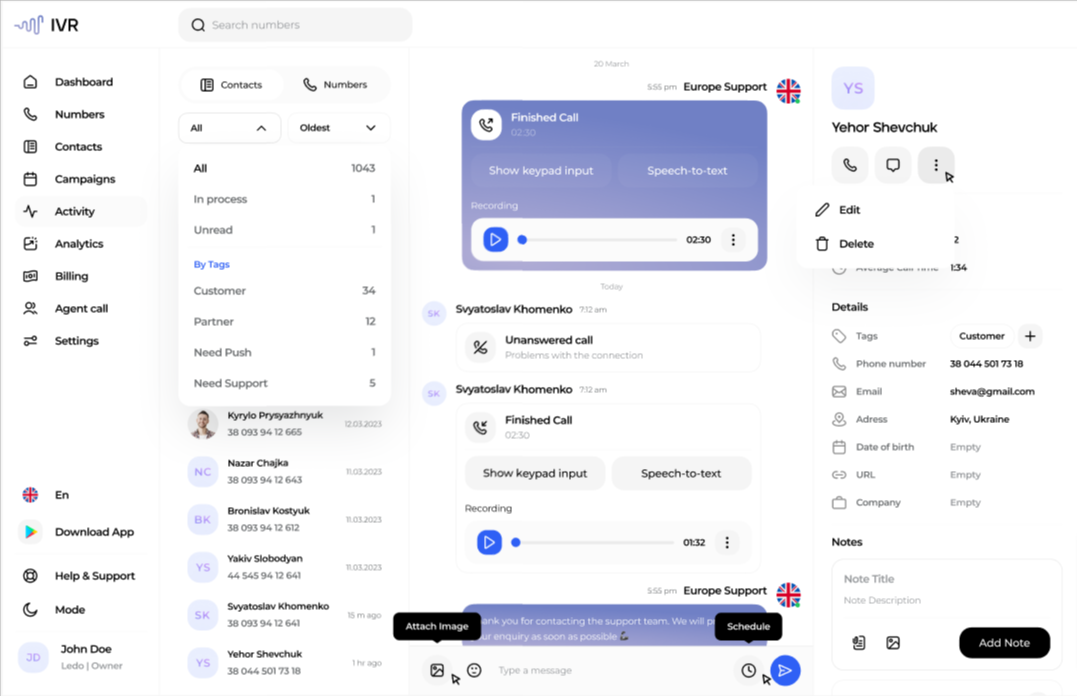 IVR
Search numbers
Dashboard
Numbers
Contacts
Campaigns
Activity
Analytics
Billing
Agent call
Settings
En
Download App
Help & Support
Mode
JD
John Doe
Ledo | Owner
Contacts
Numbers
All
Oldest
All 1043
In process 1
Unread 1
By Tags
Customer 34
Partner 12
Need Push 1
Need Support 5
Kyrylo Prysyazhnyuk
38 093 94 12 665
12.03.2023
NC
Nazar Chajka
38 093 94 12 643
11.03.2023
BK
Bronislav Kostyuk
38 093 94 12 612
11.03.2023
YS
Yakiv Slobodyan
44 545 94 12 641
11.03.2023
SK
Svyatoslav Khomenko
38 093 94 12 641
15 m ago
YS
Yehor Shevchuk
38 044 501 73 18
1 hr ago
20 March
5:55 pm Europe Support
Finished Call
02:30
Show keypad input
Speech-to-text
Recording
02:30
Today
SK
Svyatoslav Khomenko 7:12 am
Unanswered call
Problems with the connection
SK
Svyatoslav Khomenko 7:12 am
Finished Call
02:30
Show keypad input
Speech-to-text
Recording
01:32
5:55 pm Europe Support
ank you for contacting the support team. We will p
ur enquiry as soon as possible
Attach Image
Schedule
Type a message
YS
Yehor Shevchuk
Edit
Delete
2
Average Call Time 1:34
Details
Tags Customer
Phone number 38 044 501 73 18
Email sheva@gmail.com
Adress Kyiv, Ukraine
Date of birth Empty
URL Empty
Company Empty
Notes
Note Title
Note Description
Add Note